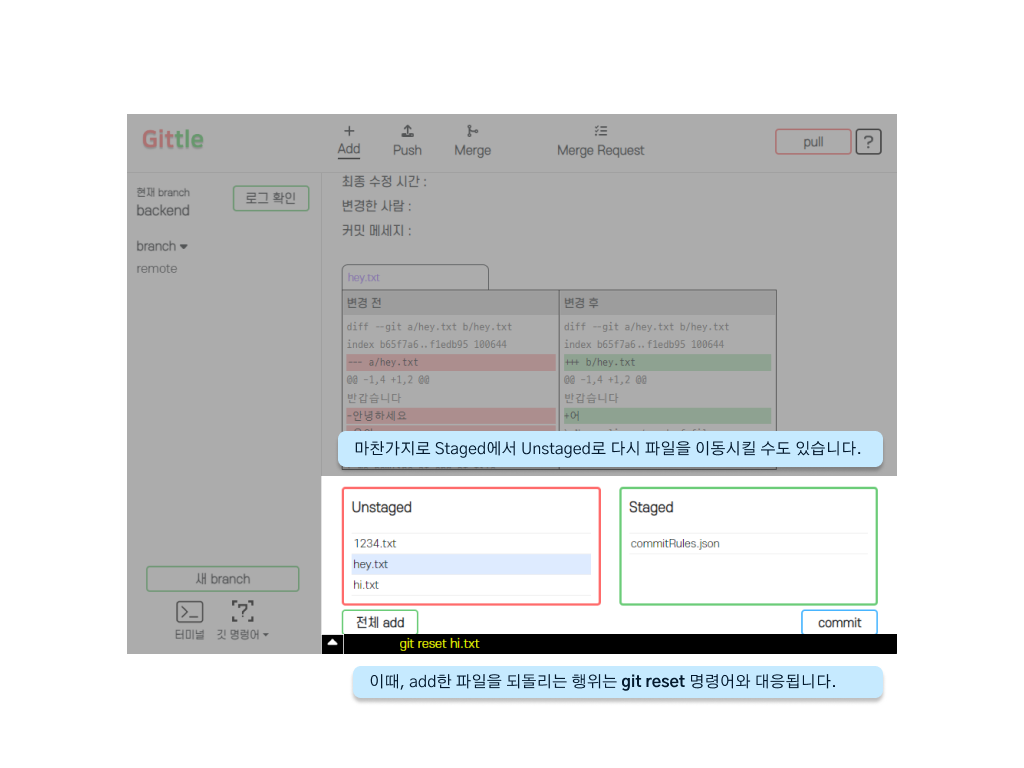 Gittle
Add
Push
Merge
Merge Request
pull
?
현재 branch
backend
로그 확인
branch
remote
최종 수정 시간 :
변경한 사람 :
커밋 메세지 :
hey.txt
변경 전
변경 후
diff --git a/hey.txt b/hey.txt
diff --git a/hey.txt b/hey.txt
index b65f7a6..f1edb95 100644
index b65f7a6..f1edb95 100644
--- a/hey.txt
+++ b/hey.txt
@@ -1,4 +1,2 @@
@@ -1,4 +1,2 @@
반갑습니다
반갑습니다
-안녕하세요
+어
마찬가지로 Staged에서 Unstaged로 다시 파일을 이동시킬 수도 있습니다.
Unstaged
1234.txt
hey.txt
hi.txt
Staged
commitRules.json
전체 add
commit
새 branch
터미널
깃 명령어
git reset hi.txt
이때, add한 파일을 되돌리는 행위는 git reset 명령어와 대응됩니다.